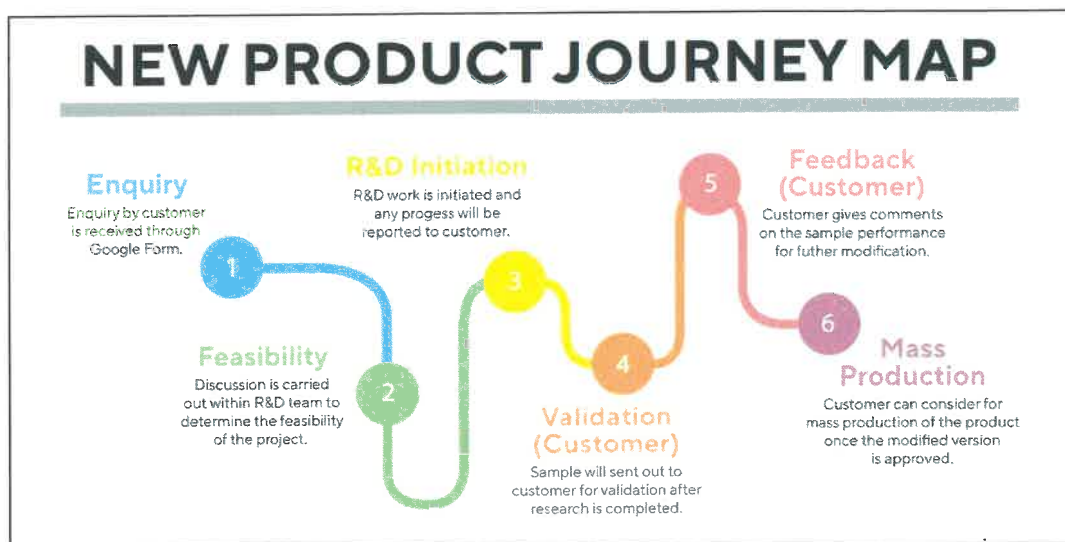 NEW PRODUCT JOURNEY MAP
Enquiry
Enquiry by customer
is received through
Google Form.
1
Feasibility
Discussion is carried
out within R&D team to
determine the feasibility
of the project.
2
R&D Initiation
R&D work is initiated and
any progess will be
reported to customer.
3
4
Validation
(Customer)
Sample will sent out to
customer for validation after
research is completed.
5
Feedback
(Customer)
Customer gives comments
on the sample performance
for futher modification.
6
Mass
Production
Customer can consider for
mass production of the product
once the modified version
is approved.